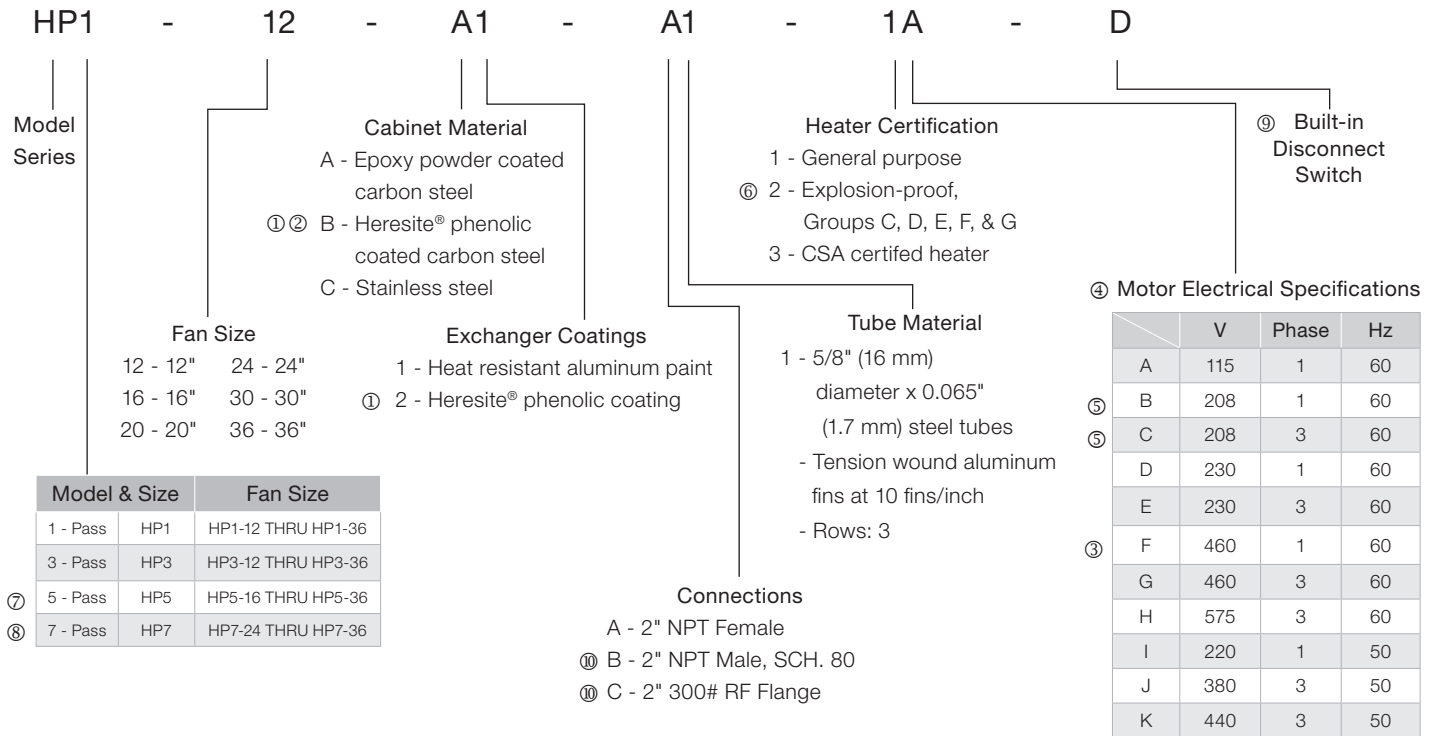 HP1 - 12 - A1 - A1 - 1A - D
Model
Series
Fan Size
12 - 12" 24 - 24"
16 - 16" 30 - 30"
20 - 20" 36 - 36"
Cabinet Material
A - Epoxy powder coated
carbon steel
①② B - Heresite® phenolic
coated carbon steel
C - Stainless steel
Exchanger Coatings
1 - Heat resistant aluminum paint
① 2 - Heresite® phenolic coating
Heater Certification
1 - General purpose
⑥ 2 - Explosion-proof,
Groups C, D, E, F, & G
3 - CSA certifed heater
Tube Material
1 - 5/8" (16 mm)
diameter x 0.065"
(1.7 mm) steel tubes
- Tension wound aluminum
fins at 10 fins/inch
- Rows: 3
⑨ Built-in
Disconnect
Switch
④ Motor Electrical Specifications
V Phase Hz
A 115 1 60
⑤ B 208 1 60
⑤ C 208 3 60
D 230 1 60
E 230 3 60
③ F 460 1 60
G 460 3 60
H 575 3 60
I 220 1 50
J 380 3 50
K 440 3 50
Model & Size Fan Size
1 - Pass HP1 HP1-12 THRU HP1-36
3 - Pass HP3 HP3-12 THRU HP3-36
⑦ 5 - Pass HP5 HP5-16 THRU HP5-36
⑧ 7 - Pass HP7 HP7-24 THRU HP7-36
Connections
A - 2" NPT Female
⑩ B - 2" NPT Male, SCH. 80
⑩ C - 2" 300# RF Flange